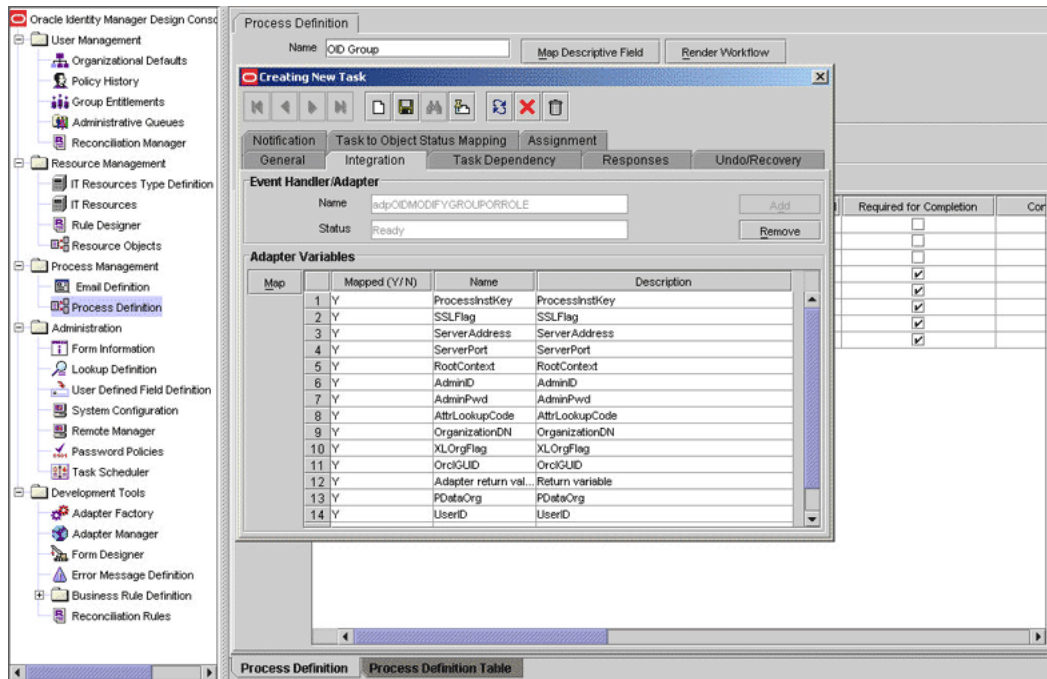 Oracle Identity Manager Design Conso
User Management
Organizational Defaults
Policy History
Group Entitlements
Administrative Queues
Reconciliation Manager
Resource Management
IT Resources Type Definition
IT Resources
Rule Designer
Resource Objects
Process Management
Email Definition
Process Definition
Administration
Form Information
Lookup Definition
User Defined Field Definition
System Configuration
Remote Manager
Password Policies
Task Scheduler
Development Tools
Adapter Factory
Adapter Manager
Form Designer
Error Message Definition
Business Rule Definition
Reconciliation Rules
Process Definition
Name OID Group Map Descriptive Field Render Workflow
Creating New Task
Notification Task to Object Status Mapping Assignment
General Integration Task Dependency Responses Undo/Recovery
Event Handler/Adapter
Name adpOIDMODIFYGROUPORROLE Add
Status Ready Remove
Adapter Variables
Map Mapped (Y/N) Name Description
1 Y ProcessInstKey ProcessInstKey
2 Y SSLFlag SSLFlag
3 Y ServerAddress ServerAddress
4 Y ServerPort ServerPort
5 Y RootContext RootContext
6 Y AdminID AdminID
7 Y AdminPwd AdminPwd
8 Y AttrLookupCode AttrLookupCode
9 Y OrganizationDN OrganizationDN
10 Y XLOrgFlag XLOrgFlag
11 Y OrclGUID OrclGUID
12 Y Adapter return val... Return variable
13 Y PDataOrg PDataOrg
14 Y UserID UserID
Required for Completion Con
Process Definition Process Definition Table